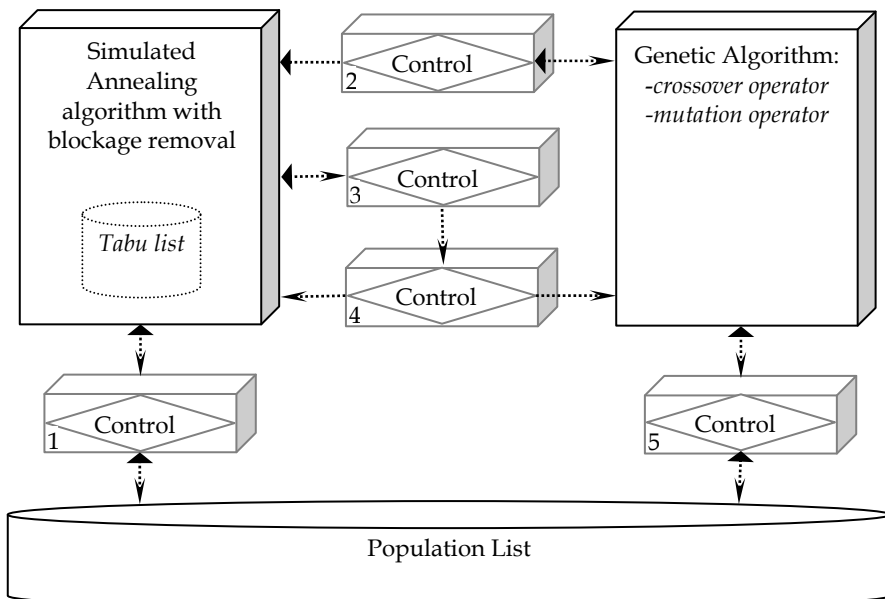 Simulated
Annealing
algorithm with
blockage removal
Tabu list
Control
2
Control
3
Control
4
Genetic Algorithm:
-crossover operator
-mutation operator
Control
1
Control
5
Population List